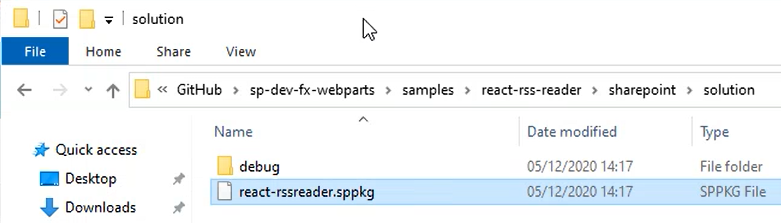 solution
File Home Share View
« GitHub > sp-dev-fx-webparts > samples > react-rss-reader > sharepoint > solution
Name Date modified Type
Quick access
debug 05/12/2020 14:17 File folder
Desktop
react-rssreader.sppkg 05/12/2020 14:17 SPPKG File
Downloads